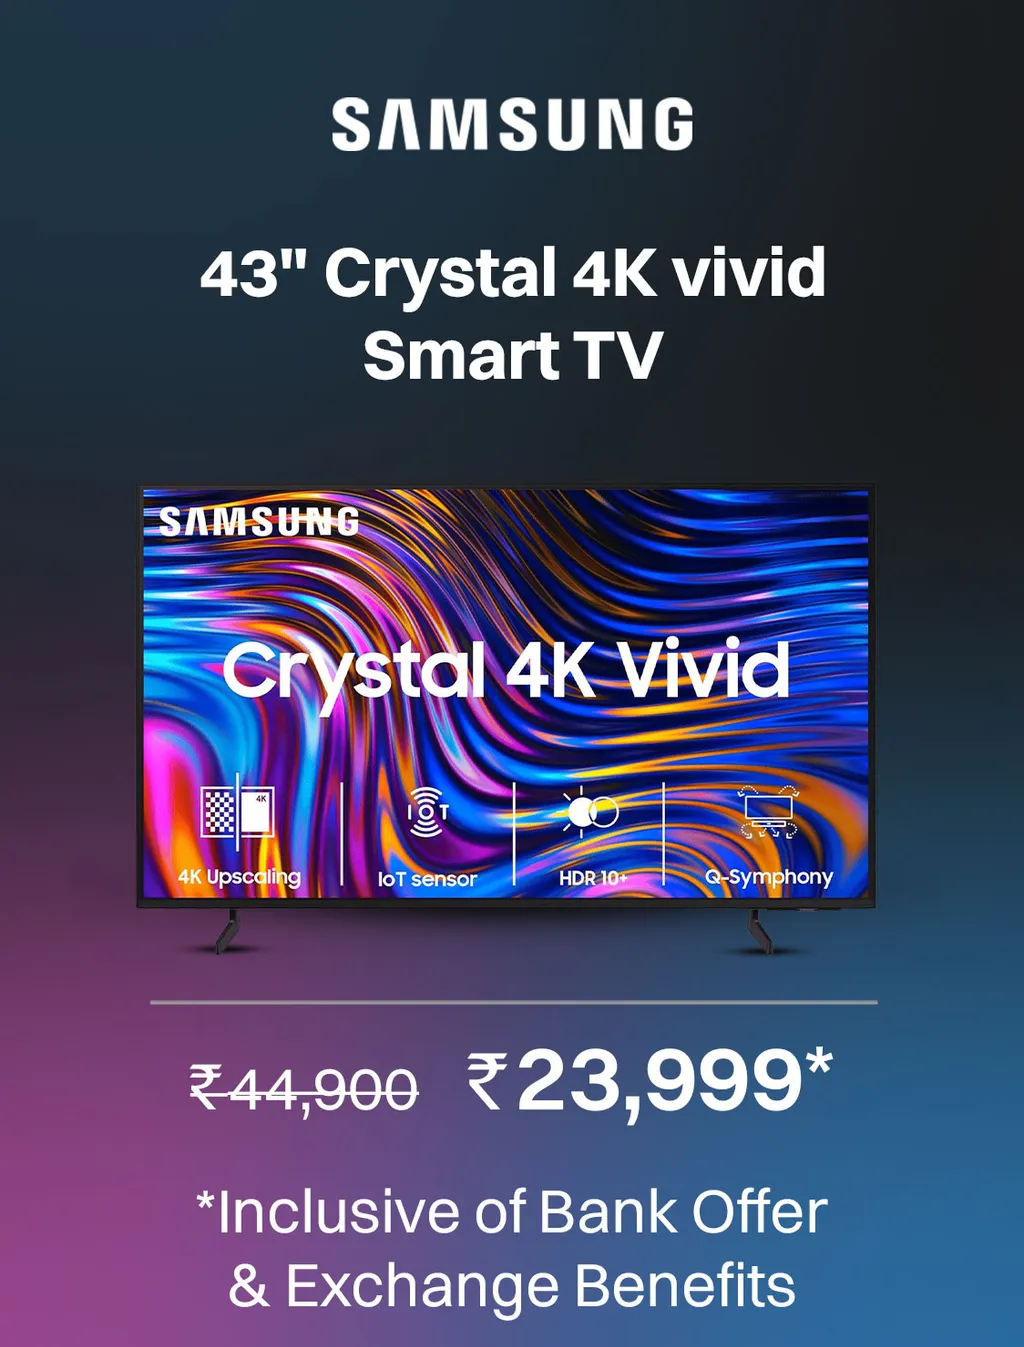 SAMSUNG
43" Crystal 4K vivid
Smart TV
SAMSUNG
Crystal 4K Vivid
4K
IOT
4K Upscaling
IoT sensor
HDR 10+
Q-Symphony
₹44,900 ₹23,999*
*Inclusive of Bank Offer
& Exchange Benefits